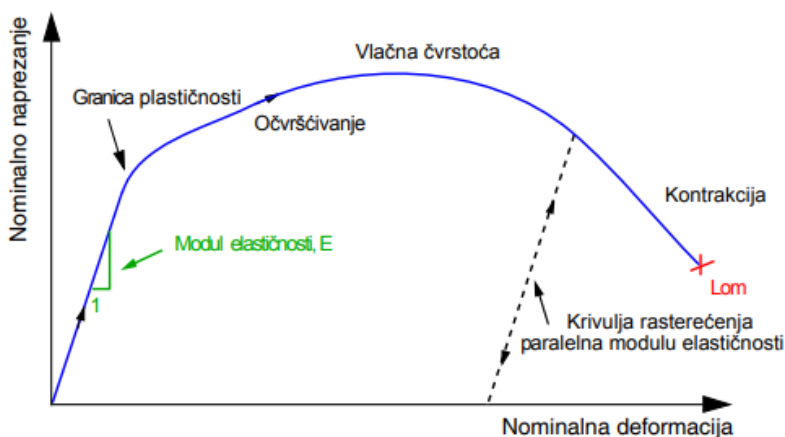 Nominalno naprezanje
Vlačna čvrstoća
Granica plastičnosti
Očvršćivanje
Kontrakcija
Modul elastičnosti, E
1
Lom
Krivulja rasterećenja
paralelna modulu elastičnosti
Nominalna deformacija